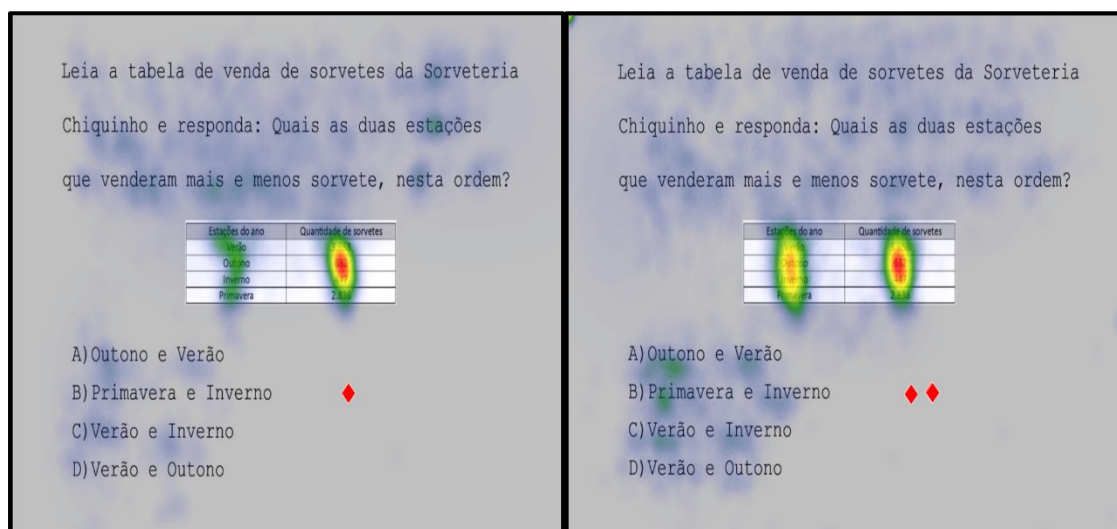 Leia a tabela de venda de sorvetes da Sorveteria
Chiquinho e responda: Quais as duas estações
que venderam mais e menos sorvete, nesta ordem?
Estações do ano Quantidade de sorvetes
Verão
Outono
Inverno
Primavera
A)Outono e Verão
B)Primavera e Inverno
C)Verão e Inverno
D)Verão e Outono
Leia a tabela de venda de sorvetes da Sorveteria
Chiquinho e responda: Quais as duas estações
que venderam mais e menos sorvete, nesta ordem?
Estações do ano Quantidade de sorvetes
Outono
Inverno
Primavera
A)Outono e Verão
B)Primavera e Inverno
C)Verão e Inverno
D)Verão e Outono